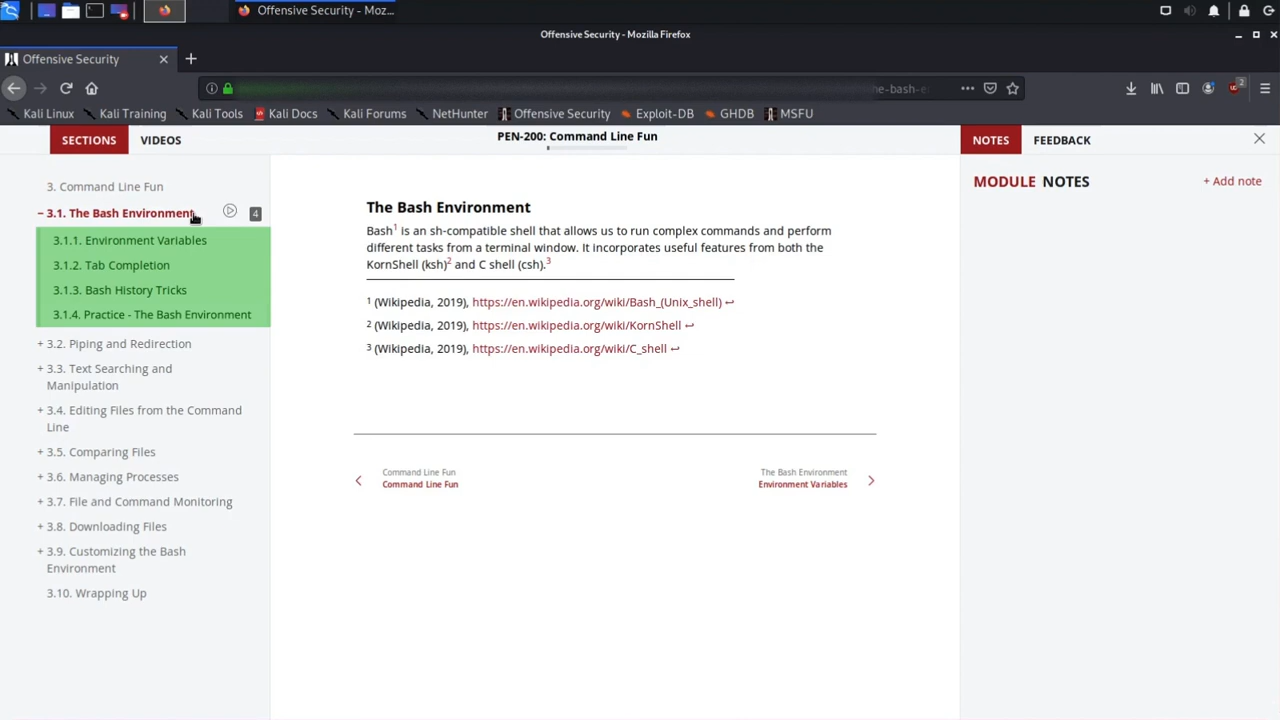 Offensive Security - Moz...
Offensive Security - Mozilla Firefox
Offensive Security
he-bash-e
2
Kali Linux Kali Training Kali Tools Kali Docs Kali Forums NetHunter Offensive Security Exploit-DB GHDB MSFU
SECTIONS VIDEOS
PEN-200: Command Line Fun
NOTES FEEDBACK
3. Command Line Fun
− 3.1. The Bash Environment 4
3.1.1. Environment Variables
3.1.2. Tab Completion
3.1.3. Bash History Tricks
3.1.4. Practice - The Bash Environment
+ 3.2. Piping and Redirection
+ 3.3. Text Searching and
Manipulation
+ 3.4. Editing Files from the Command
Line
+ 3.5. Comparing Files
+ 3.6. Managing Processes
+ 3.7. File and Command Monitoring
+ 3.8. Downloading Files
+ 3.9. Customizing the Bash
Environment
3.10. Wrapping Up
The Bash Environment
Bash1 is an sh-compatible shell that allows us to run complex commands and perform
different tasks from a terminal window. It incorporates useful features from both the
KornShell (ksh)2 and C shell (csh).3
1 (Wikipedia, 2019), https://en.wikipedia.org/wiki/Bash_(Unix_shell) ↩
2 (Wikipedia, 2019), https://en.wikipedia.org/wiki/KornShell ↩
3 (Wikipedia, 2019), https://en.wikipedia.org/wiki/C_shell ↩
Command Line Fun
Command Line Fun
The Bash Environment
Environment Variables
MODULE NOTES
+ Add note